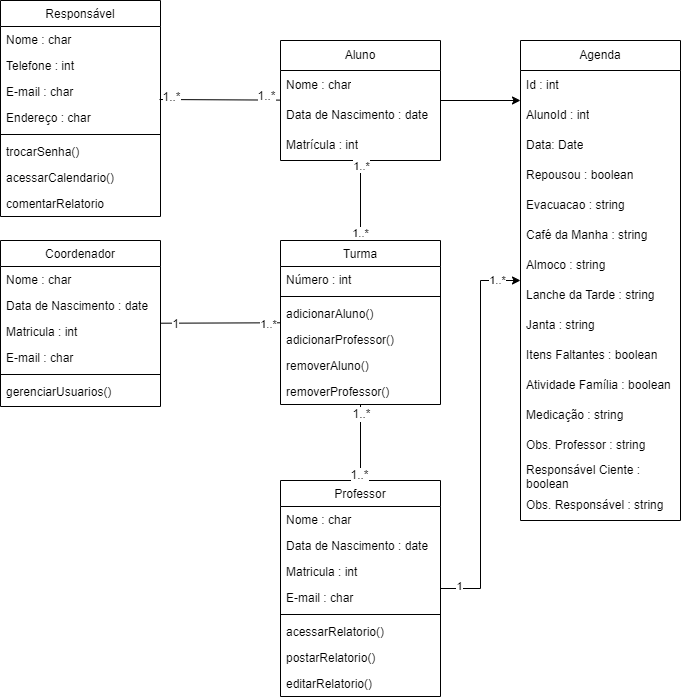 Responsável
Nome : char
Telefone : int
E-mail : char
Endereço : char
trocarSenha()
acessarCalendario()
comentarRelatorio
1..*
1..*
Aluno
Nome : char
Data de Nascimento : date
Matrícula : int
1..*
1..*
Agenda
Id : int
AlunoId : int
Data: Date
Repousou : boolean
Evacuacao : string
Café da Manha : string
Almoco : string
Lanche da Tarde : string
Janta : string
Itens Faltantes : boolean
Atividade Família : boolean
Medicação : string
Obs. Professor : string
Responsável Ciente :
boolean
Obs. Responsável : string
Coordenador
Nome : char
Data de Nascimento : date
Matricula : int
E-mail : char
gerenciarUsuarios()
1
1..*
Turma
Número : int
adicionarAluno()
adicionarProfessor()
removerAluno()
removerProfessor()
1..*
1..*
Professor
Nome : char
Data de Nascimento : date
Matricula : int
E-mail : char
acessarRelatorio()
postarRelatorio()
editarRelatorio()
1
1..*